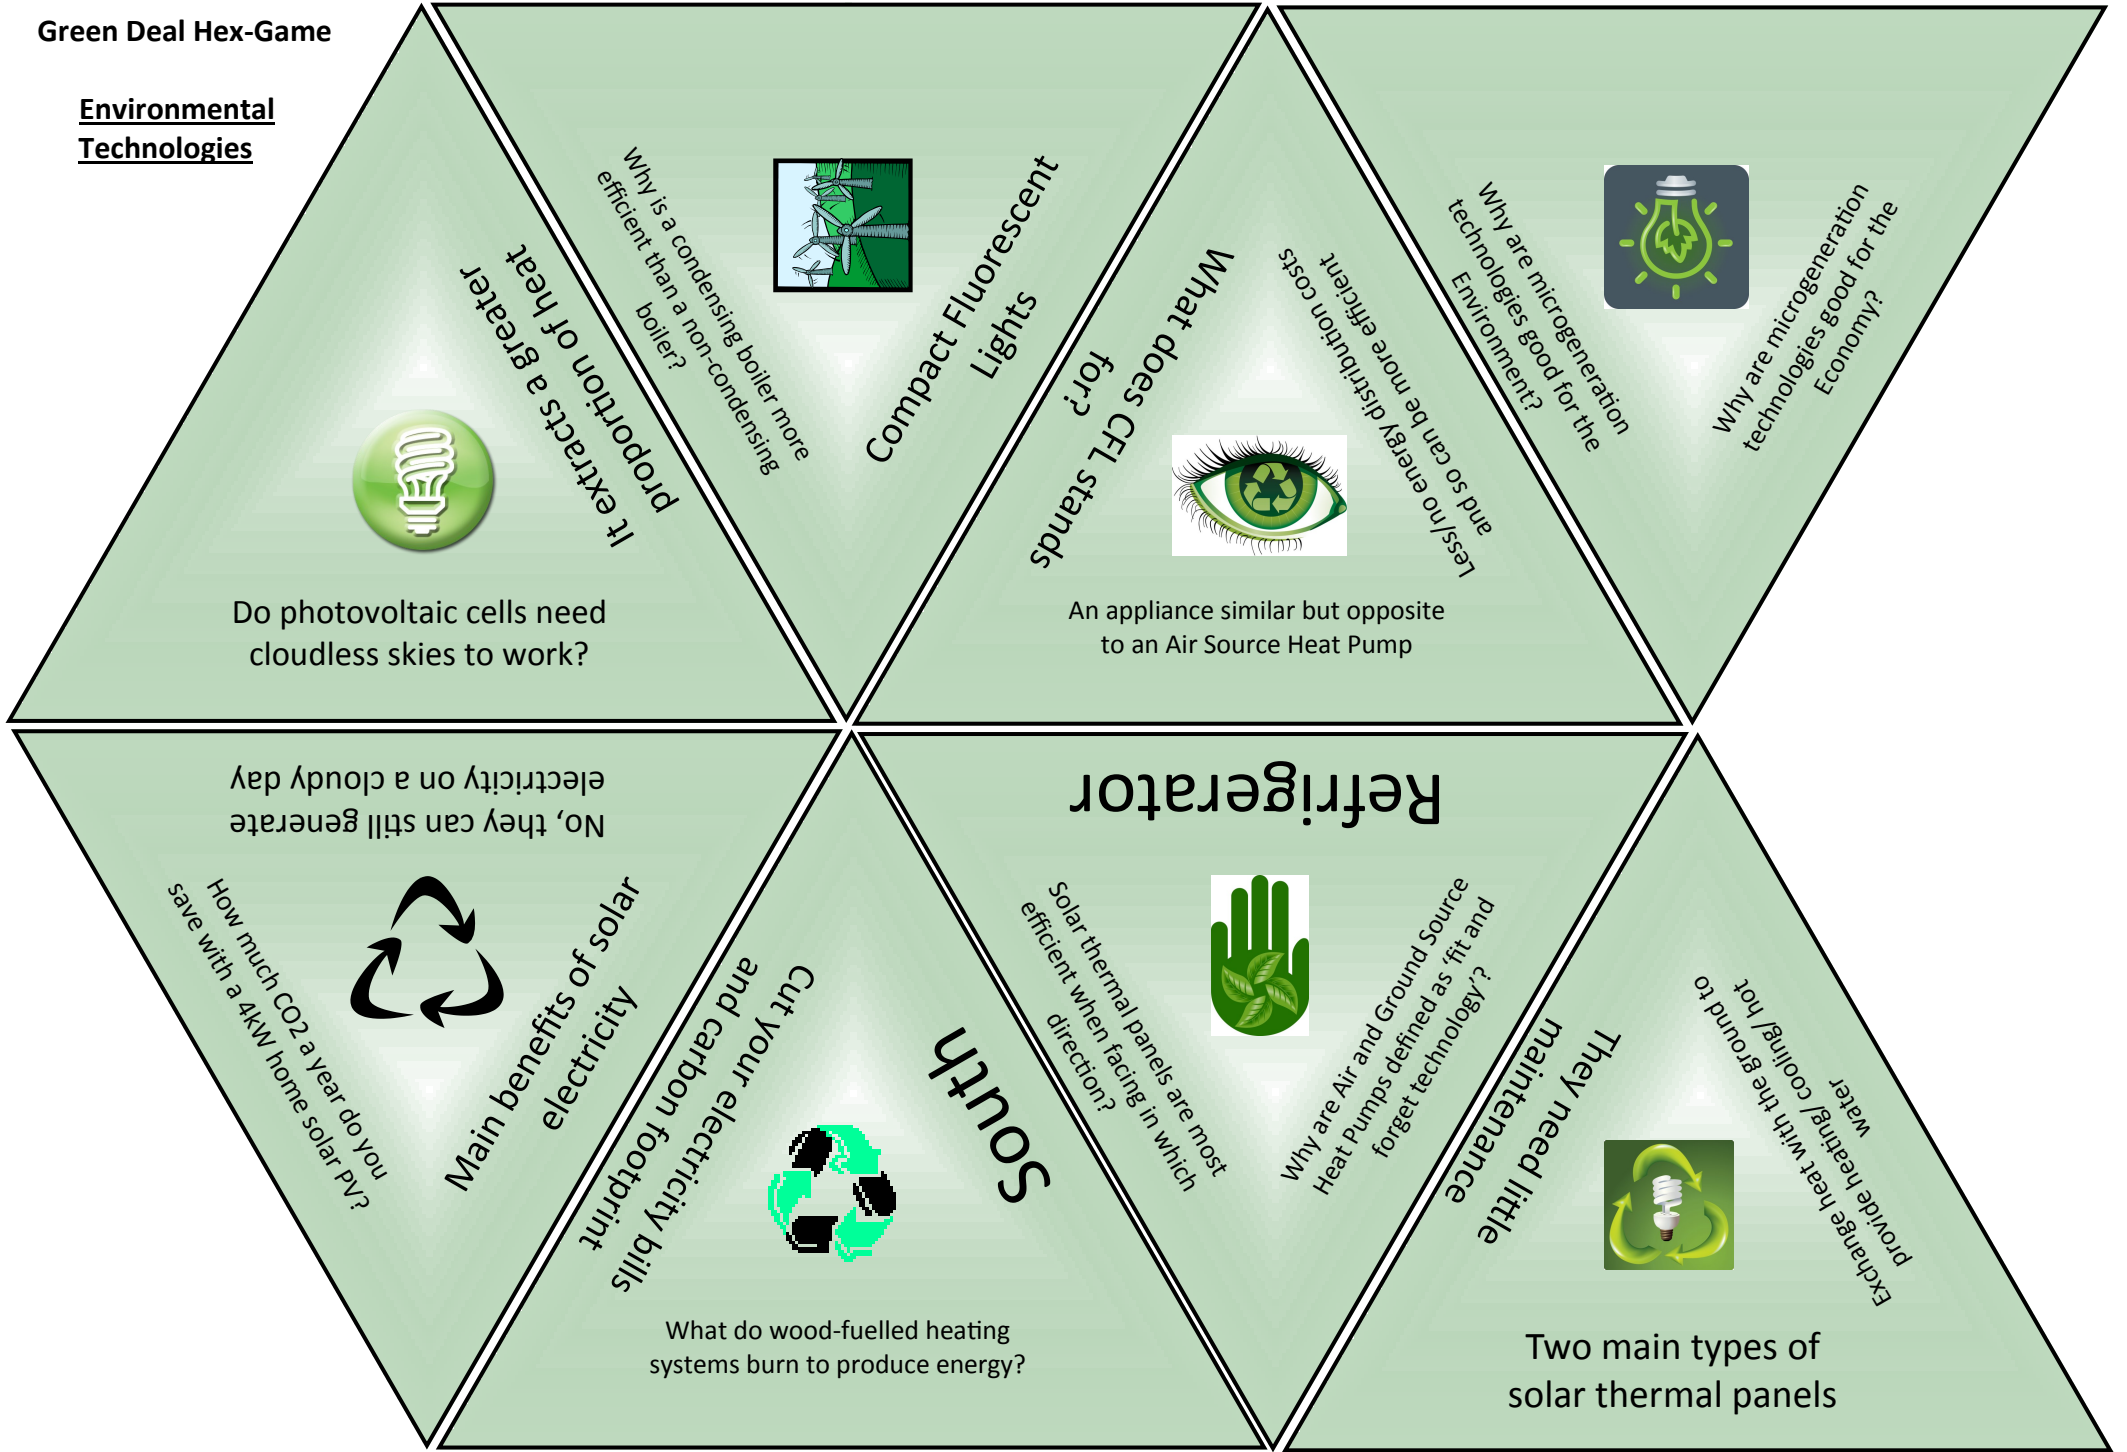 Green Deal Hex-Game
Environmental
Technologies
It extracts a greater
proportion of heat
Do photovoltaic cells need
cloudless skies to work?
Why is a condensing boiler more
efficient than a non-condensing
boiler?
Compact Fluorescent
Lights
What does CFL stands
for?
Less/no energy distribution costs
and so can be more efficient
An appliance similar but opposite
to an Air Source Heat Pump
Why are microgeneration
technologies good for the
Environment?
Why are microgeneration
technologies good for the
Economy?
No, they can still generate
electricity on a cloudy day
How much CO2 a year do you
save with a 4kW home solar PV?
Main benefits of solar
electricity
Cut your electricity bills
and carbon footprint
South
What do wood-fuelled heating
systems burn to produce energy?
Refrigerator
Solar thermal panels are most
efficient when facing in which
direction?
Why are Air and Ground Source
Heat Pumps defined as ‘fit and
forget technology’?
They need little
maintenance
Exchange heat with the ground to
provide heating/ cooling/ hot
water
Two main types of
solar thermal panels